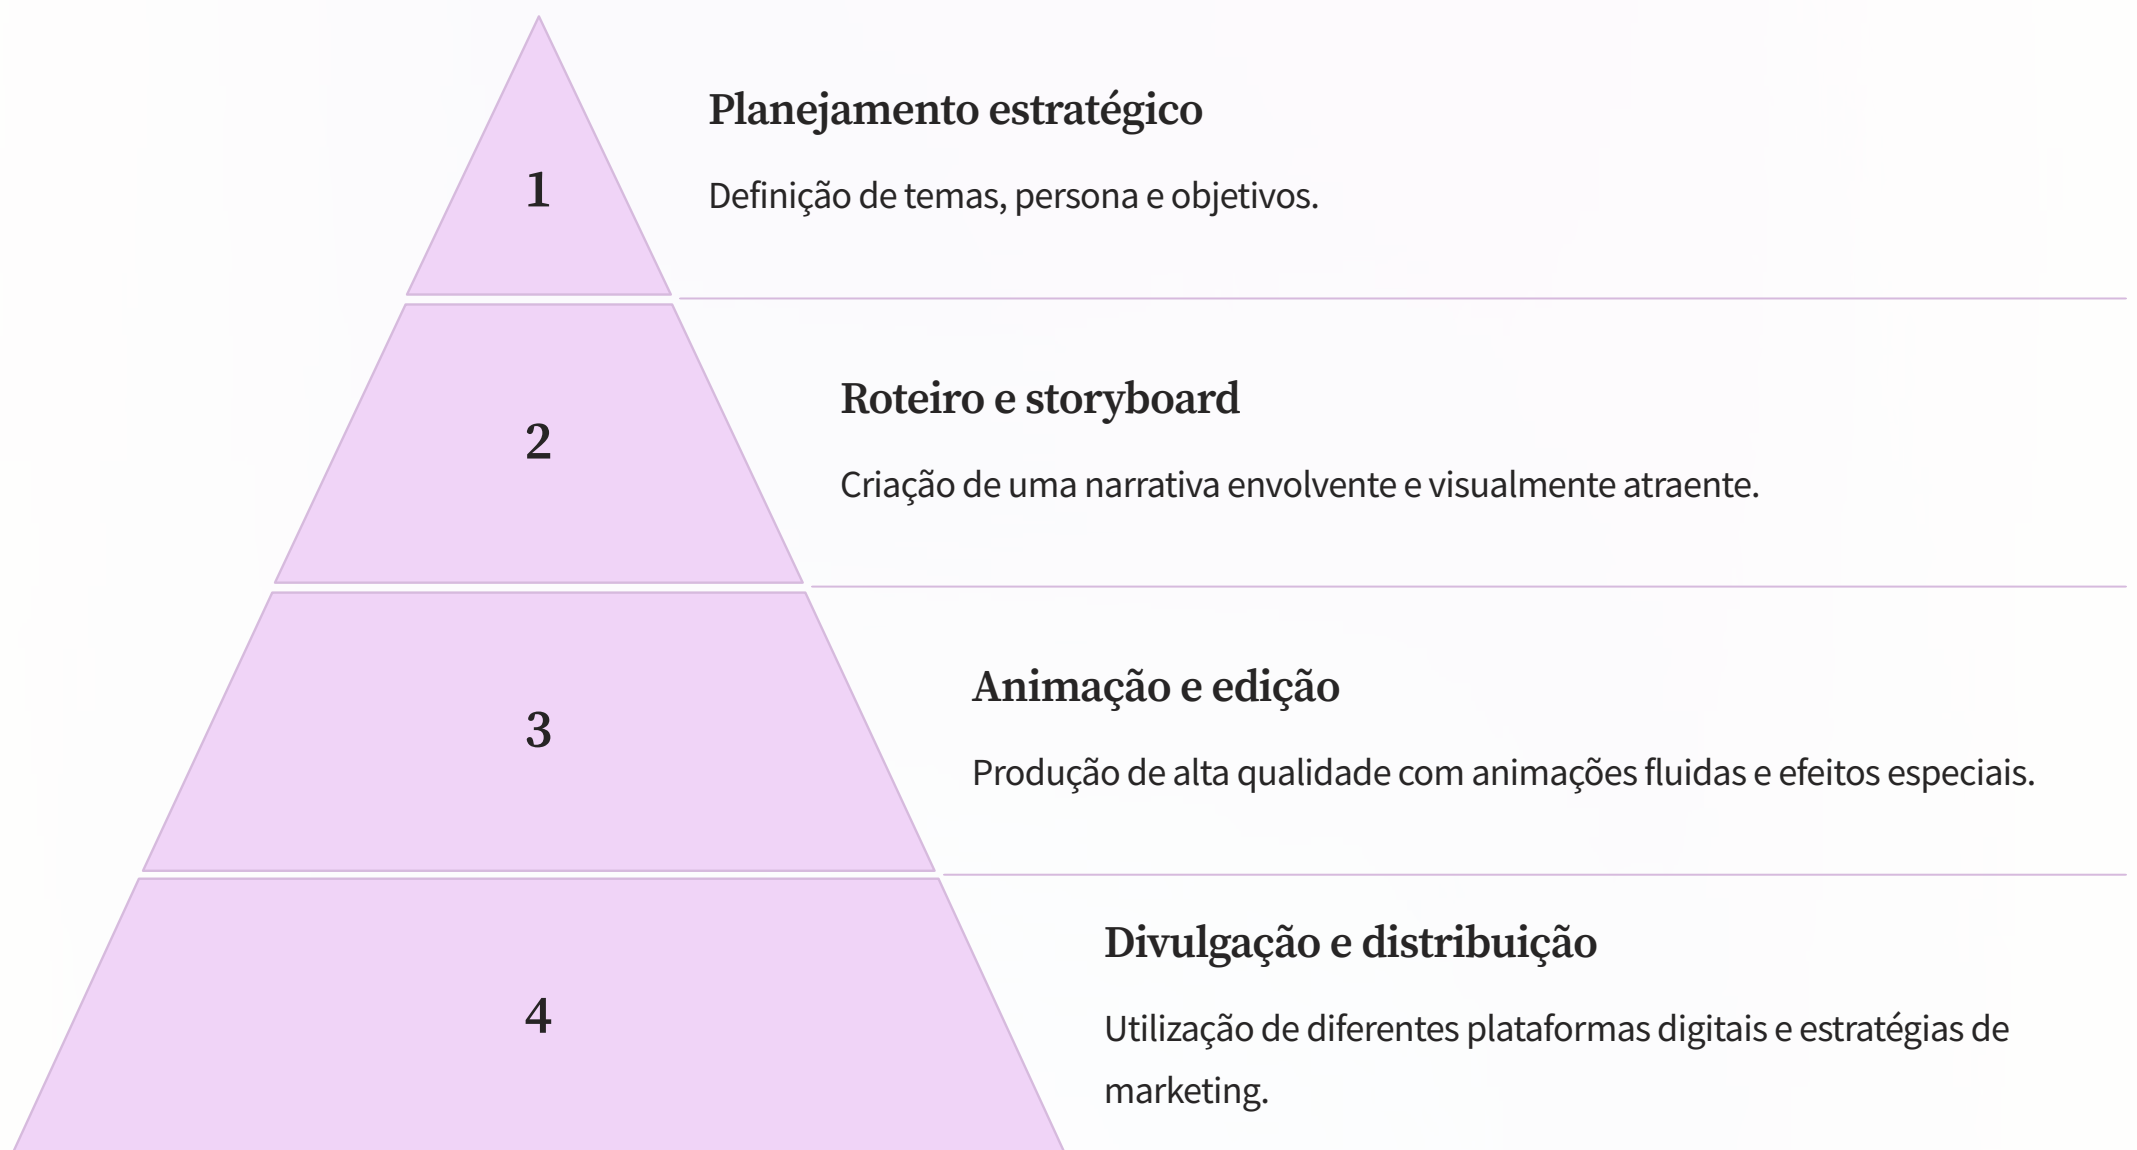 1
Planejamento estratégico
Definição de temas, persona e objetivos.
2
Roteiro e storyboard
Criação de uma narrativa envolvente e visualmente atraente.
3
Animação e edição
Produção de alta qualidade com animações fluidas e efeitos especiais.
4
Divulgação e distribuição
Utilização de diferentes plataformas digitais e estratégias de
marketing.